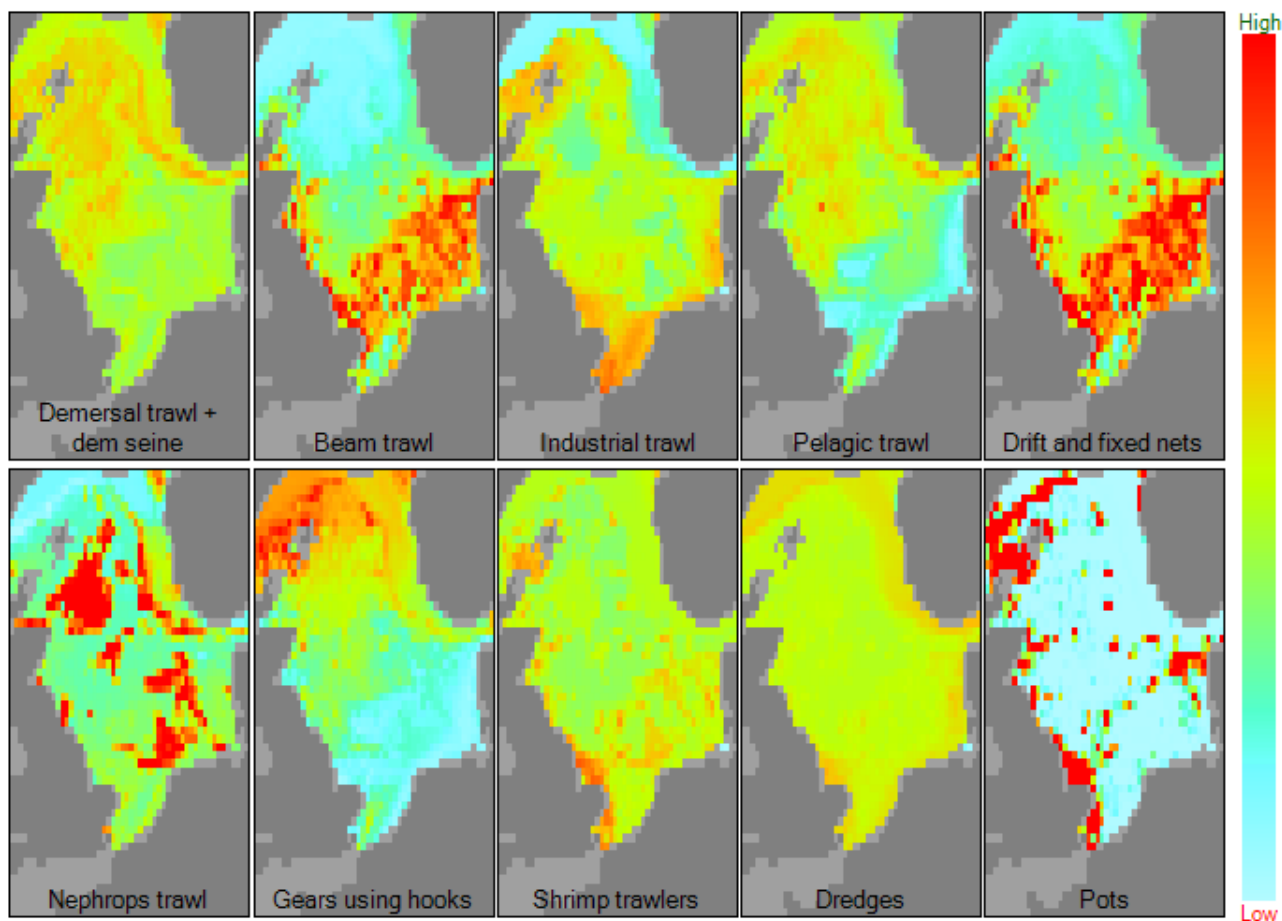 High
Demersal trawl +
dem seine
Beam trawl
Industrial trawl
Pelagic trawl
Drift and fixed nets
Nephrops trawl
Gears using hooks
Shrimp trawlers
Dredges
Pots
Low